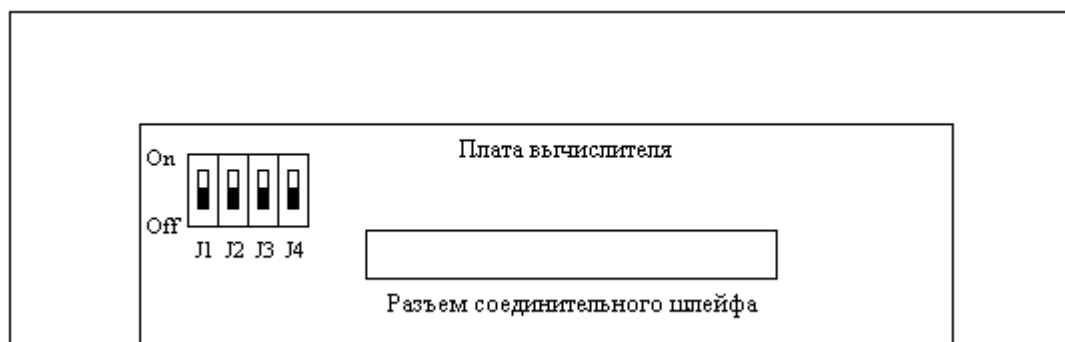 Плата вычислителя
On
Off
J1 J2 J3 J4
Разъем соединительного шлейфа